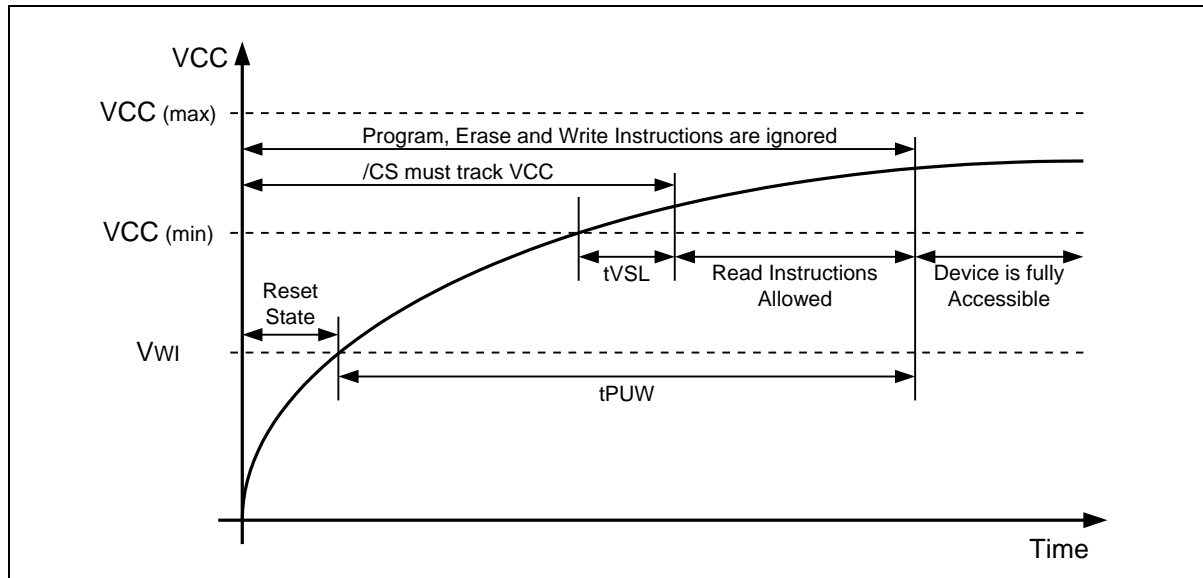 VCC
VCC (max)
Program, Erase and Write Instructions are ignored
/CS must track VCC
VCC (min)
tVSL
Read Instructions
Allowed
Device is fully
Accessible
Reset
State
VWI
tPUW
Time